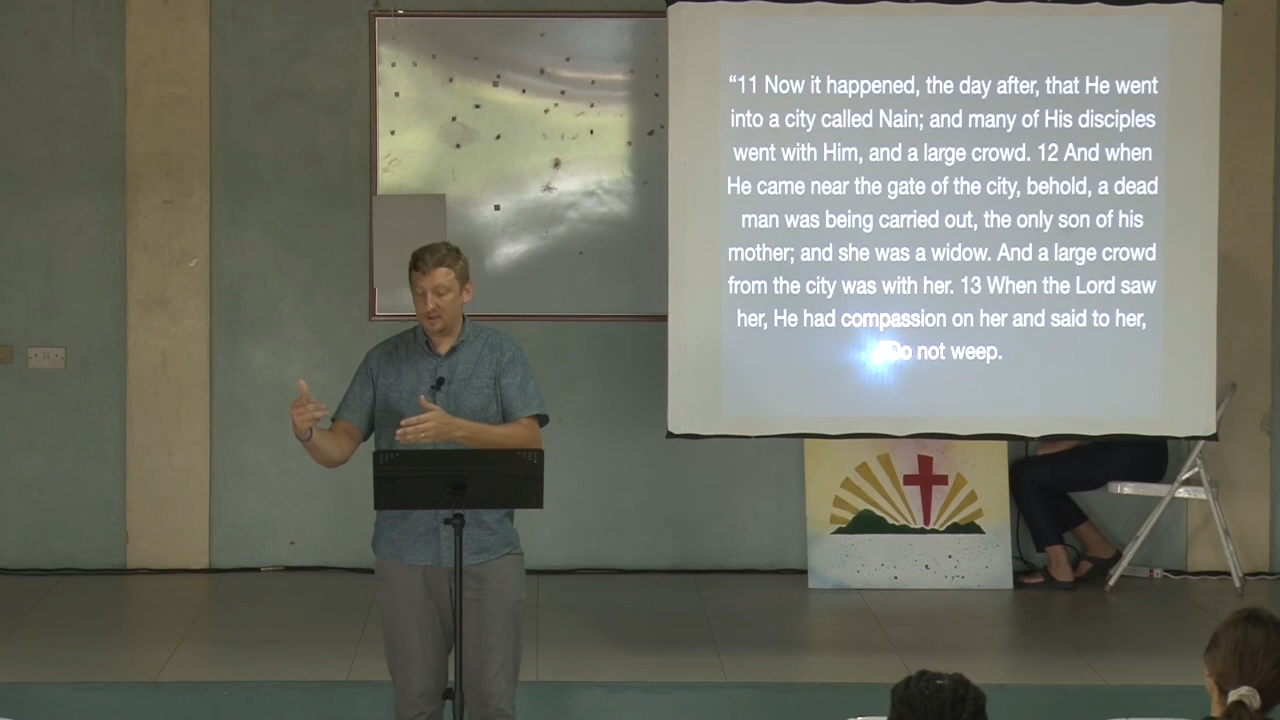 “11 Now it happened, the day after, that He went
into a city called Nain; and many of His disciples
went with Him, and a large crowd. 12 And when
He came near the gate of the city, behold, a dead
man was being carried out, the only son of his
mother; and she was a widow. And a large crowd
from the city was with her. 13 When the Lord saw
her, He had compassion on her and said to her,
Do not weep.